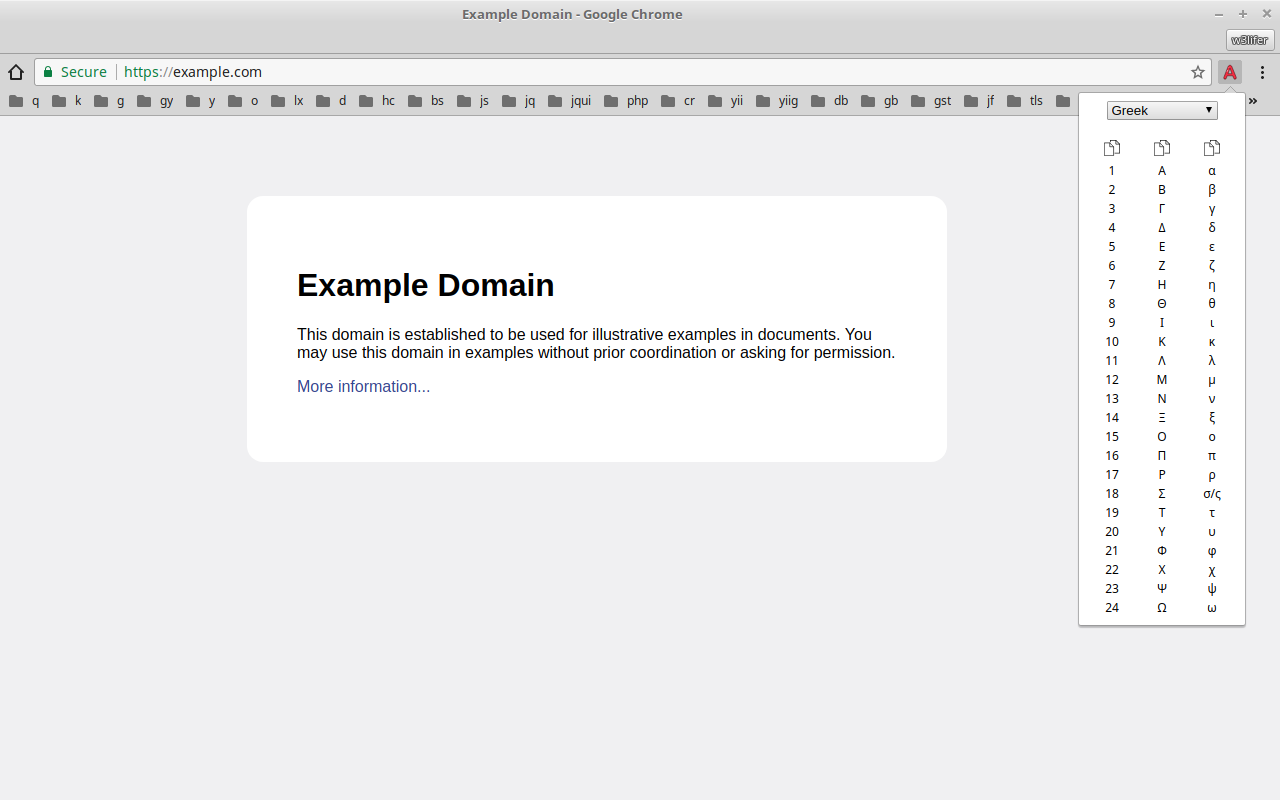 Example Domain - Google Chrome
w3lifer
Secure https://example.com
q k g gy y o lx d hc bs js jq jqui php cr yii yiig db gb gst jf tls »
Greek
1 Α α
2 Β β
3 Γ γ
4 Δ δ
5 Ε ε
6 Ζ ζ
7 Η η
8 Θ θ
9 Ι ι
10 Κ κ
11 Λ λ
12 Μ μ
13 Ν ν
14 Ξ ξ
15 Ο ο
16 Π π
17 Ρ ρ
18 Σ σ/ς
19 Τ τ
20 Υ υ
21 Φ φ
22 Χ χ
23 Ψ ψ
24 Ω ω
Example Domain
This domain is established to be used for illustrative examples in documents. You
may use this domain in examples without prior coordination or asking for permission.
More information...